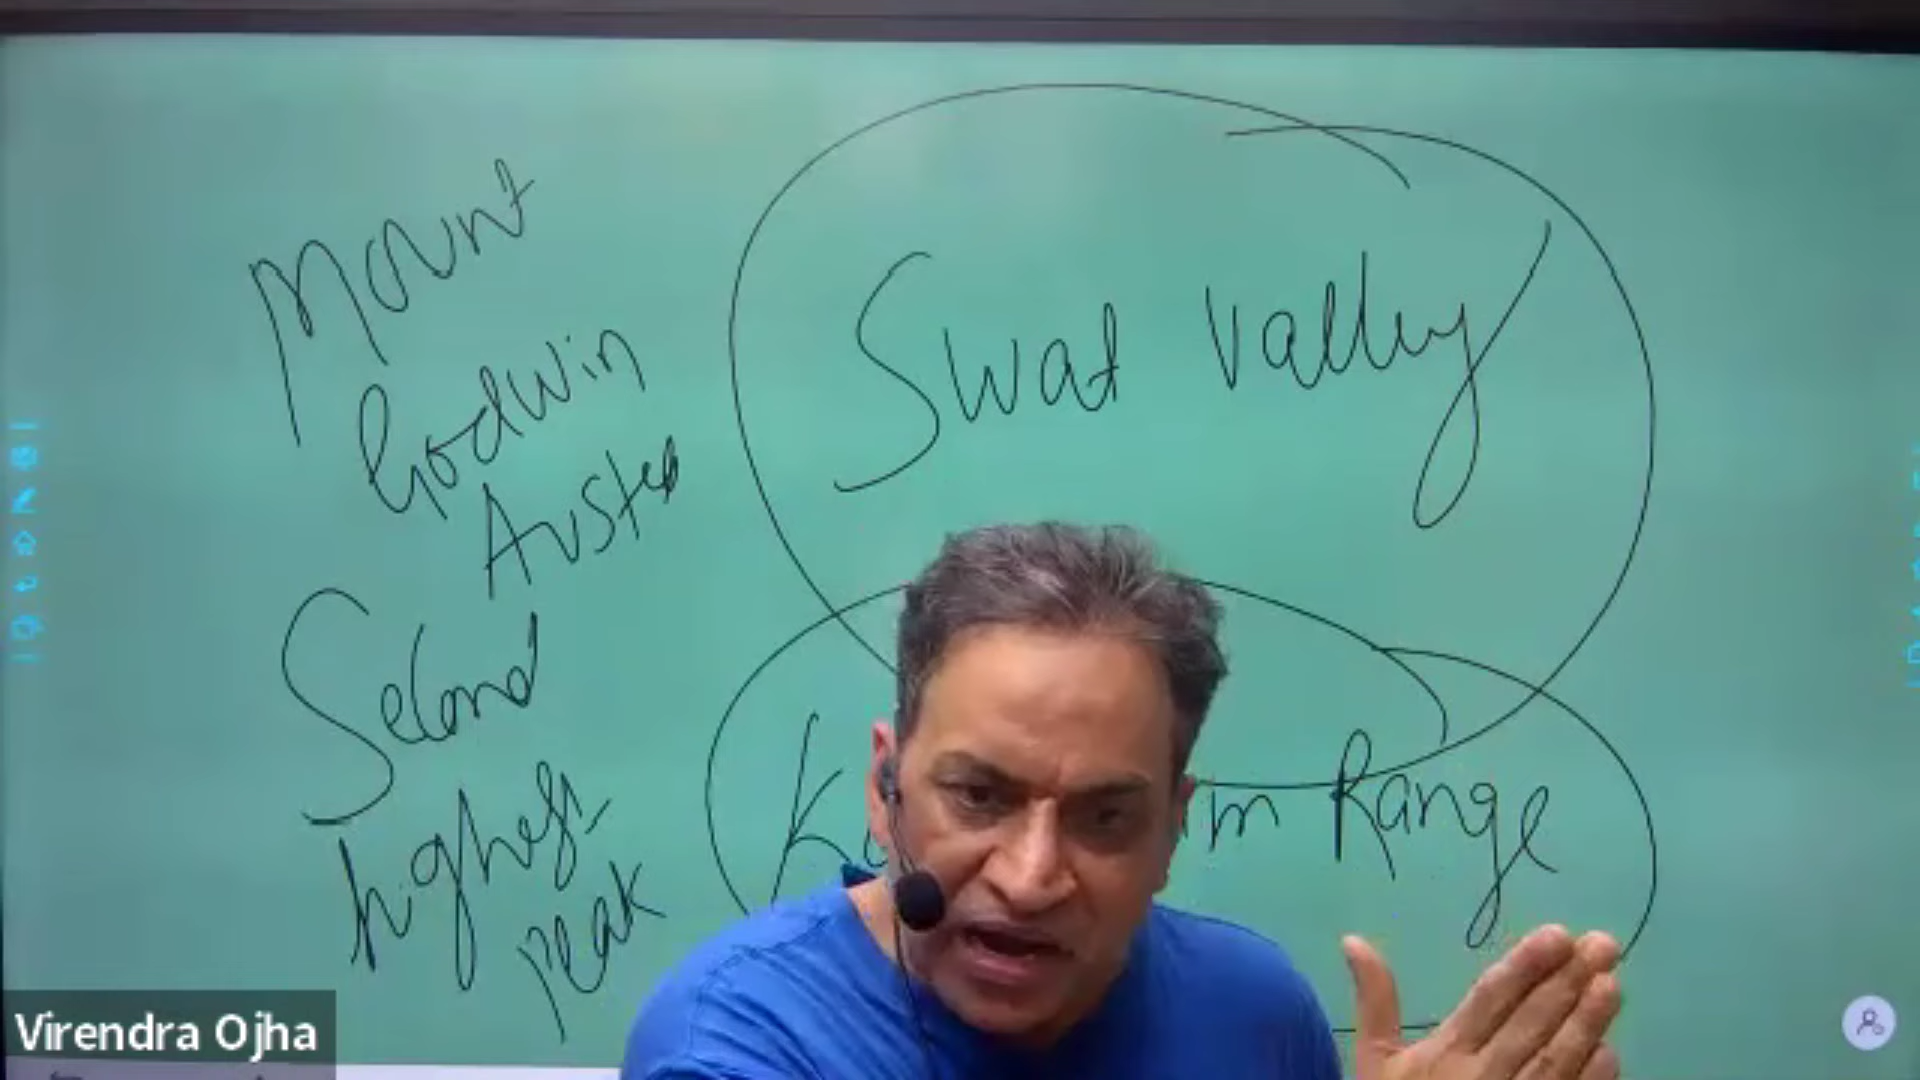 Mount
Godwin
Austen
Second
highest
peak
Swat Valley
Range
Virendra Ojha